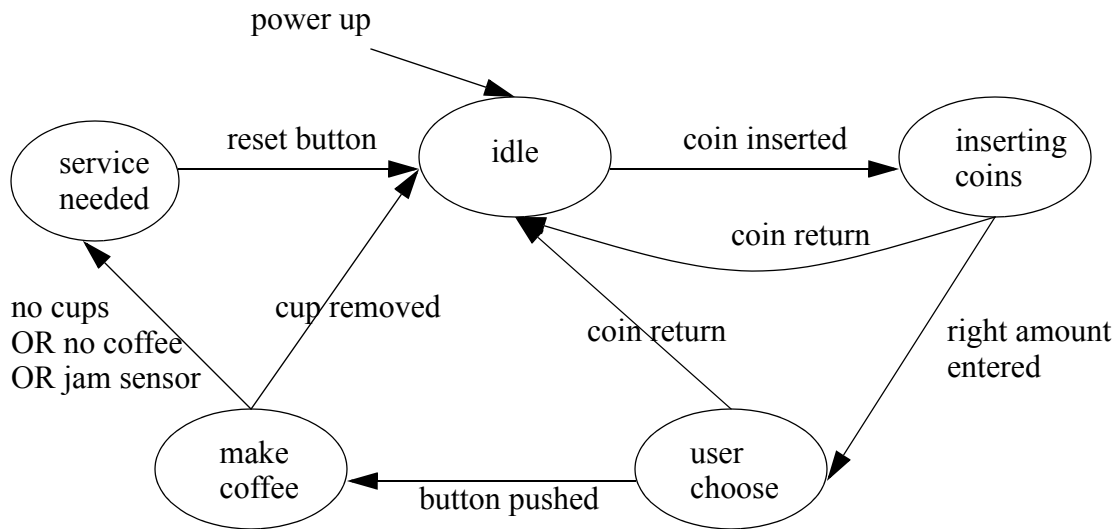 power up
reset button
idle
coin inserted
inserting
coins
service
needed
coin return
no cups
OR no coffee
OR jam sensor
cup removed
coin return
right amount
entered
make
coffee
user
choose
button pushed